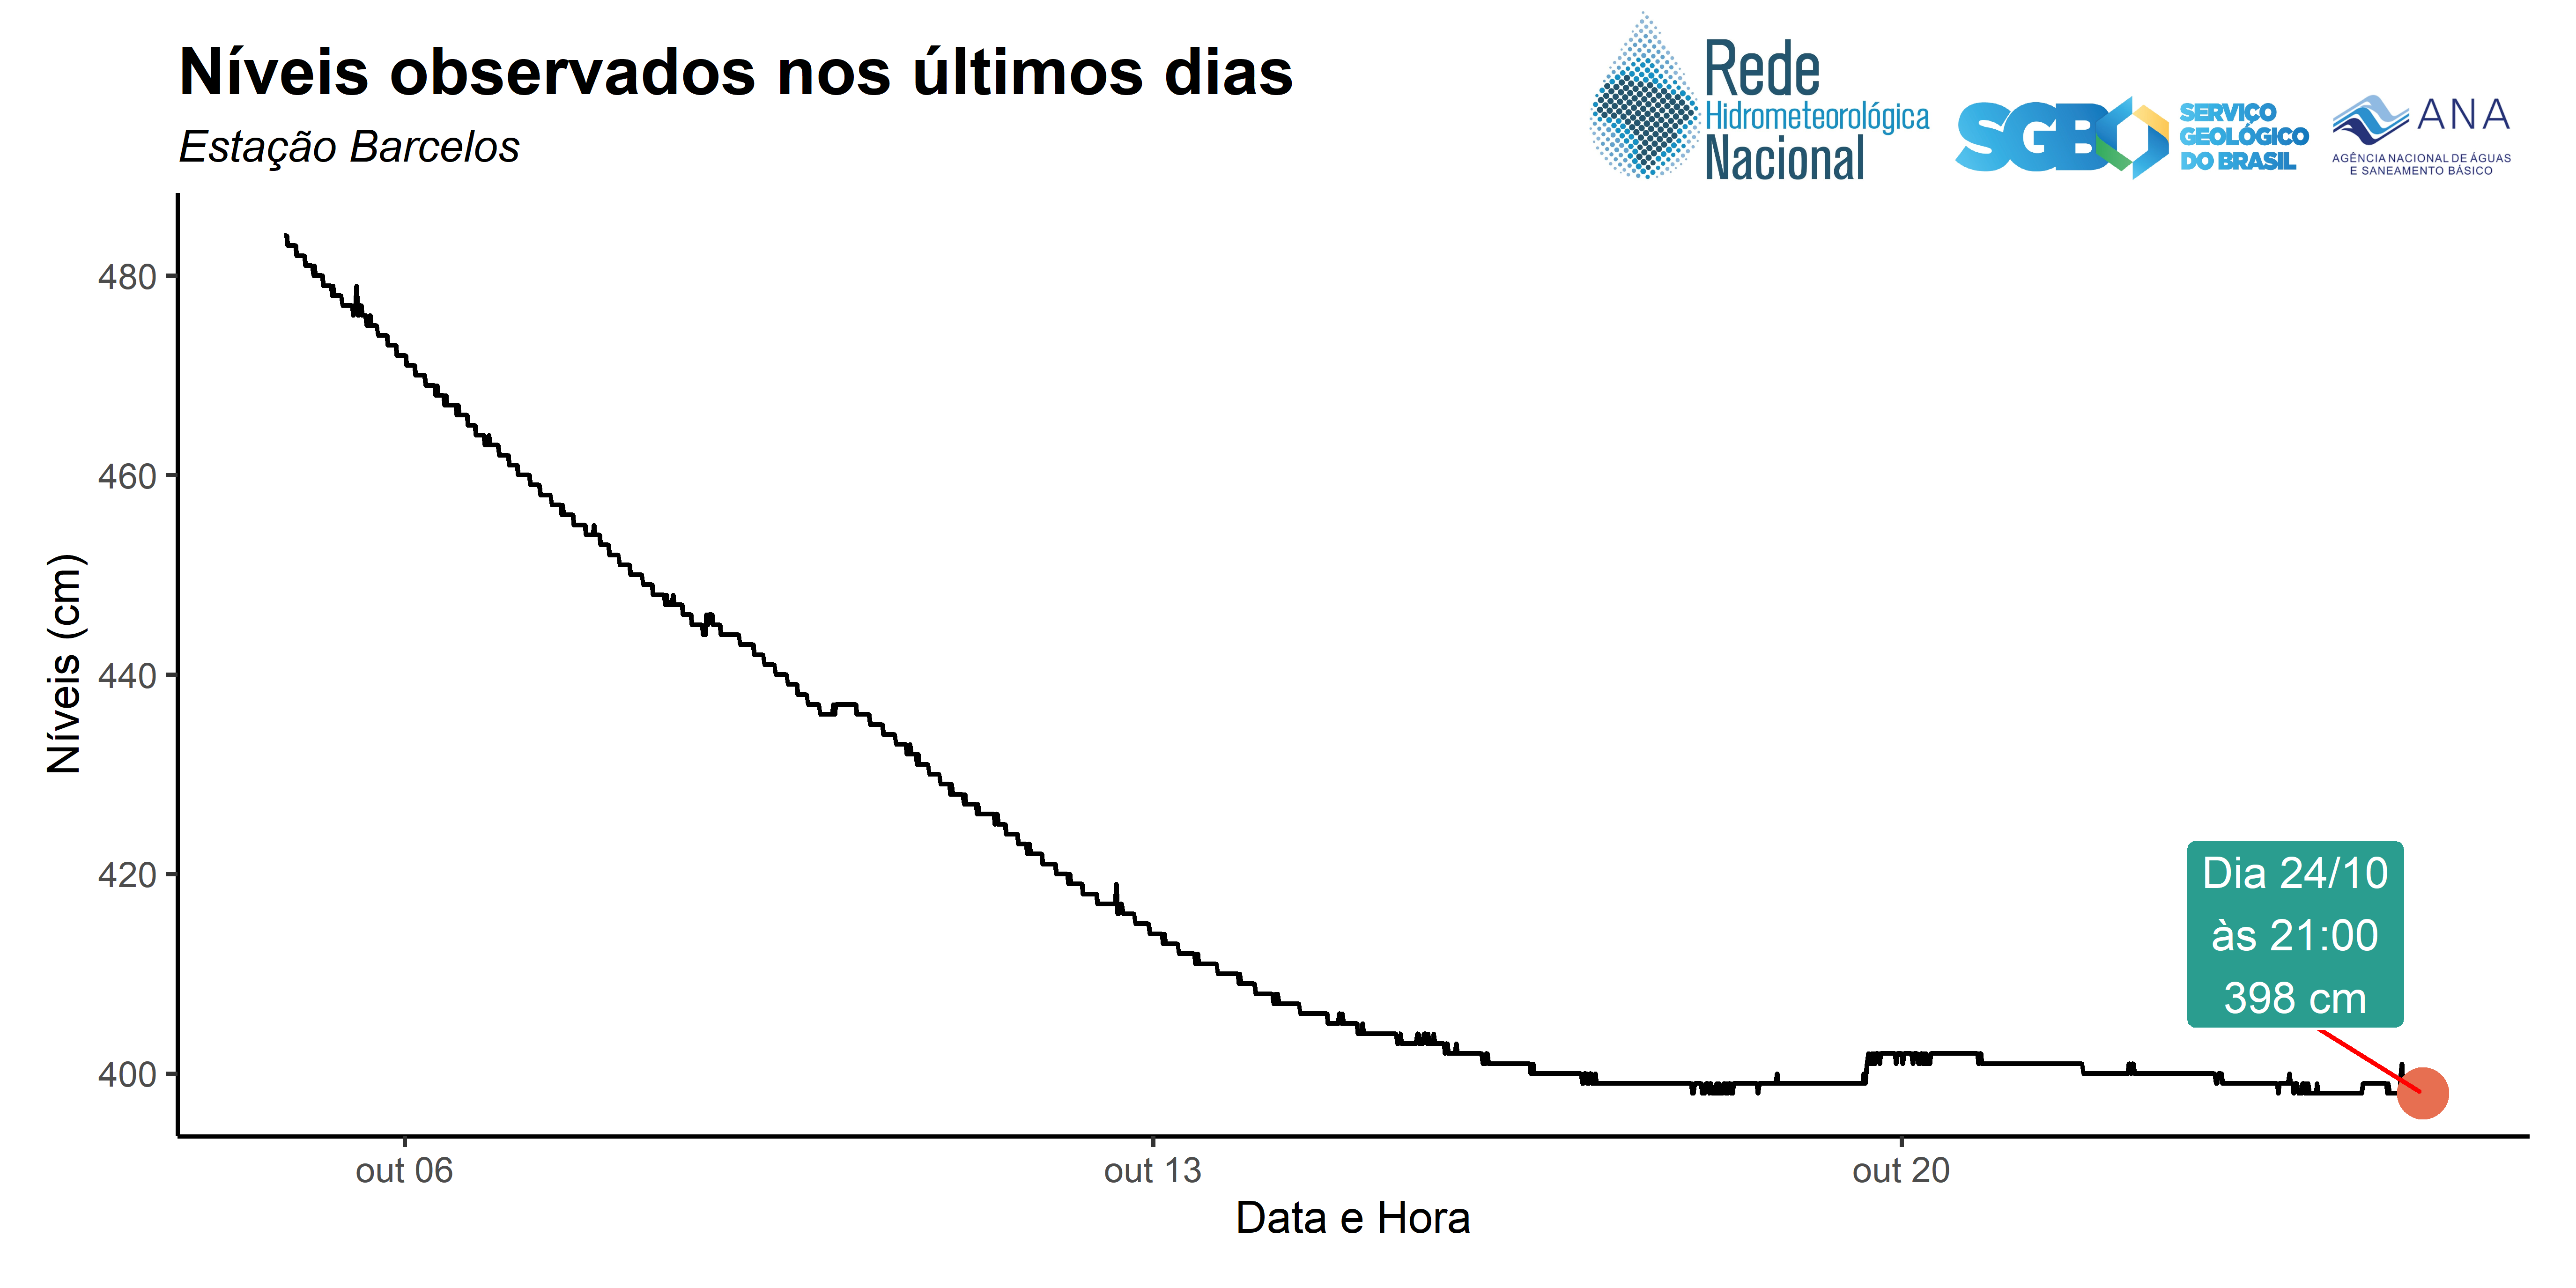 Níveis observados nos últimos dias
Estação Barcelos
Rede
Hidrometeorológica
Nacional
SGB
SERVIÇO
GEOLÓGICO
DO BRASIL
ANA
AGÊNCIA NACIONAL DE ÁGUAS
E SANEAMENTO BÁSICO
Níveis (cm)
480
460
440
420
400
Dia 24/10
às 21:00
398 cm
out 06
out 13
out 20
Data e Hora